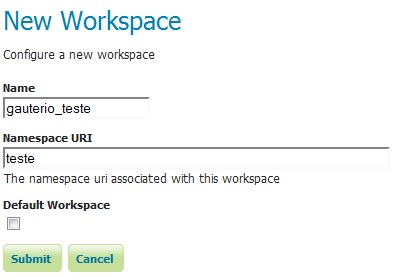 New Workspace
Configure a new workspace
Name
gauterio_teste
Namespace URI
teste
The namespace uri associated with this workspace
Default Workspace
Submit Cancel